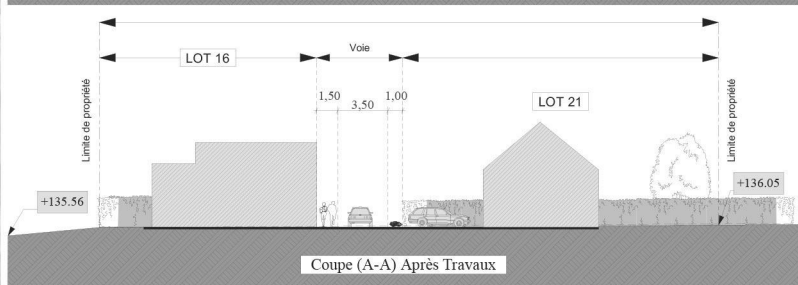 Voie
LOT 16
1,50
3,50
1,00
LOT 21
Limite de propriété
Limite de propriété
+135.56
+136.05
Coupe (A-A) Après Travaux